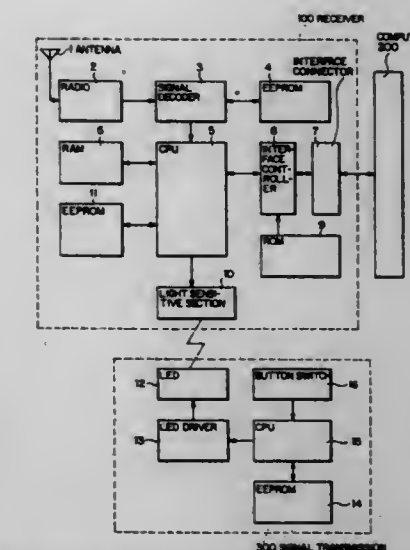 100 RECEIVER
COMPUT
200
1 ANTENNA
INTERFACE
CONNECTOR
2
3
4
RADIO
SIGNAL
DECODER
EEPROM
6
5
8
7
RAM
CPU
INTER-
FACE
CONT-
ROLL-
ER
11
EEPROM
9
ROM
10
LIGHT SENSI-
TIVE SECTION
12
LED
BUTTON SWITCH
16
13
LED DRIVER
CPU
15
EEPROM
14
300 SIGNAL TRANSMISSION